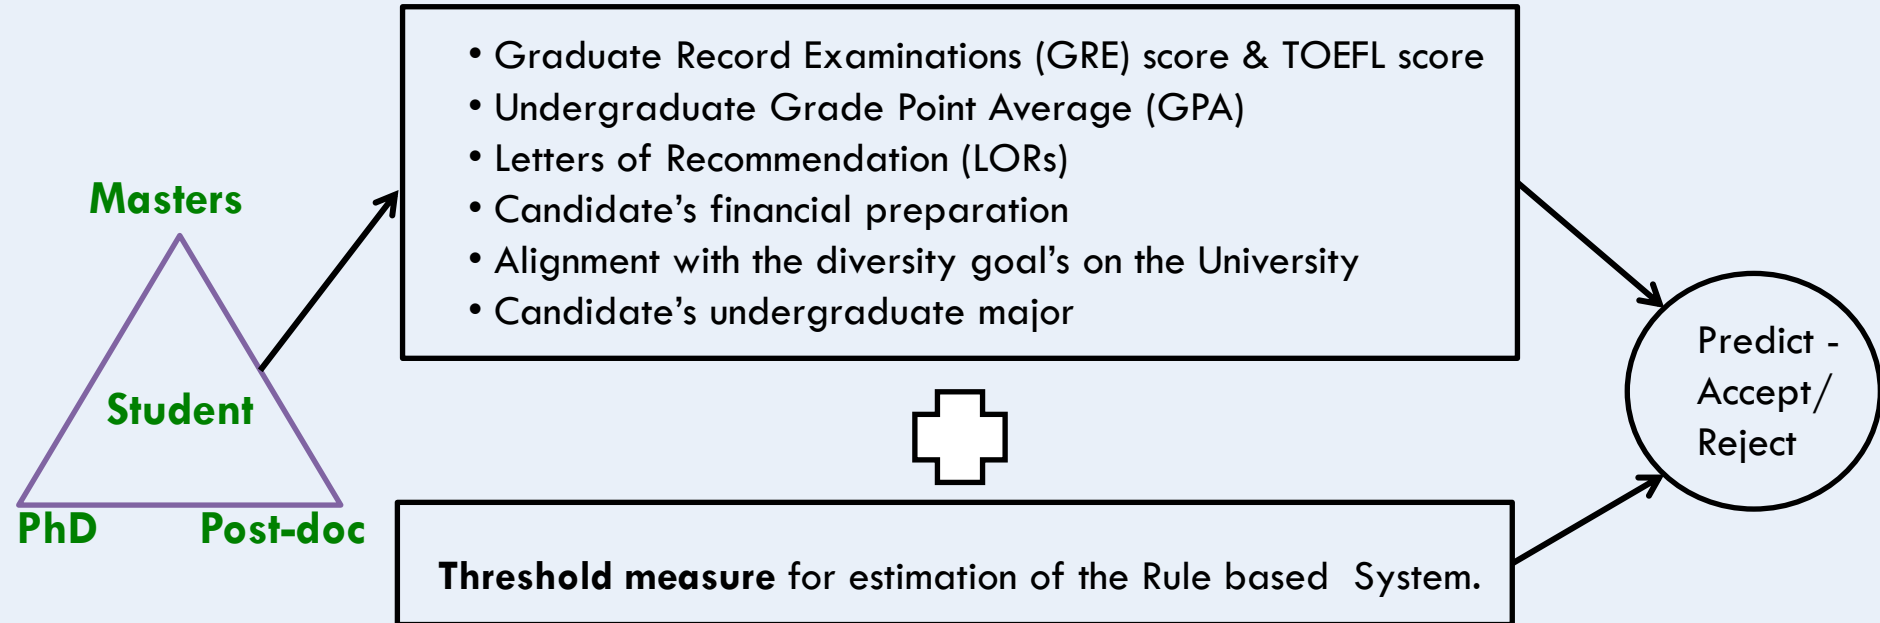 • Graduate Record Examinations (GRE) score & TOEFL score
• Undergraduate Grade Point Average (GPA)
• Letters of Recommendation (LORs)
• Candidate’s financial preparation
• Alignment with the diversity goal’s on the University
• Candidate’s undergraduate major
Masters
Student
PhD
Post-doc
Predict -
Accept/
Reject
Threshold measure for estimation of the Rule based System.